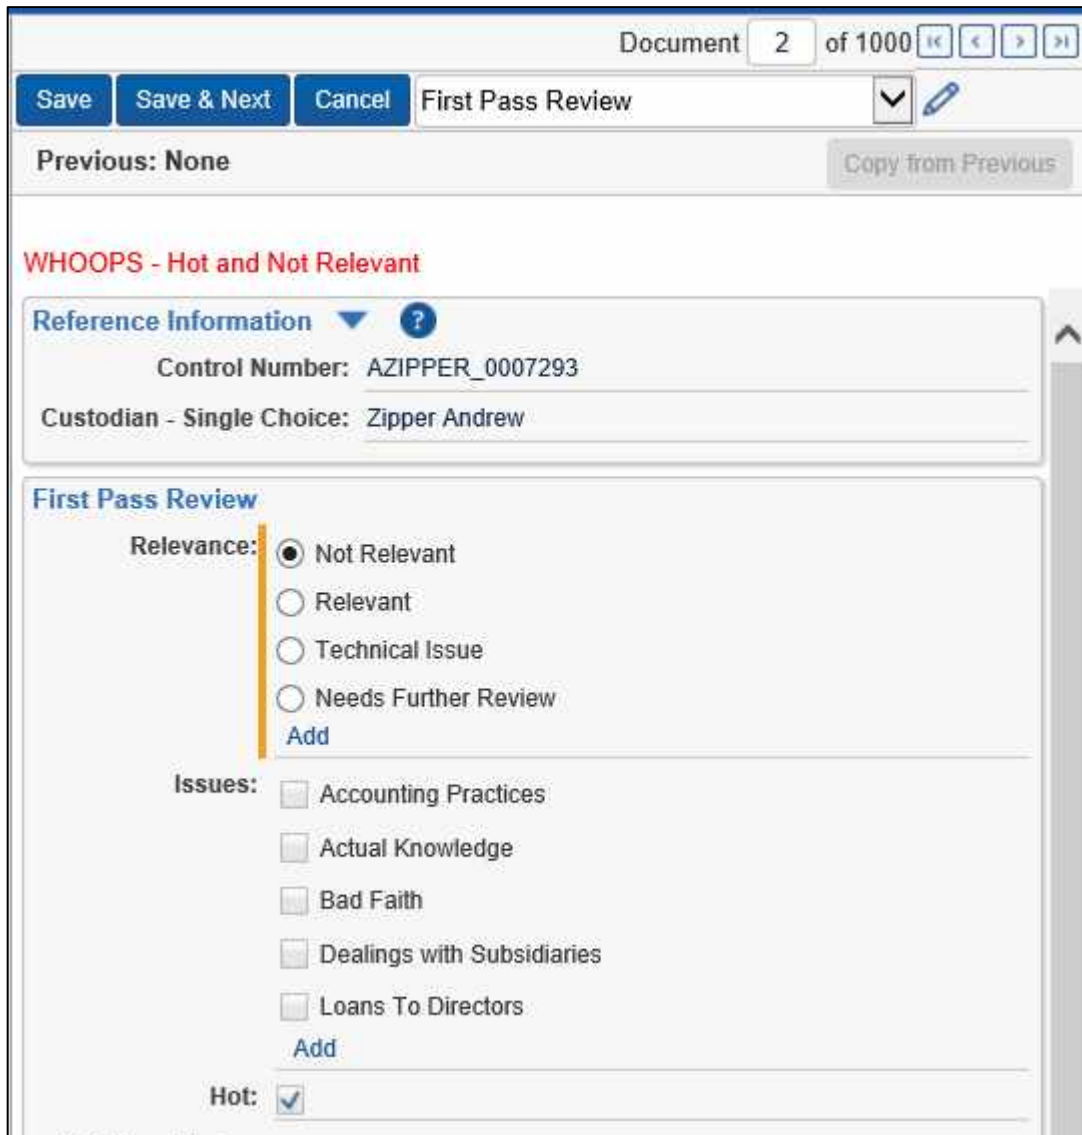 Document 2 of 1000
Save Save & Next Cancel First Pass Review
Previous: None Copy from Previous
WHOOPS - Hot and Not Relevant
Reference Information ?
Control Number: AZIPPER_0007293
Custodian - Single Choice: Zipper Andrew
First Pass Review
Relevance: Not Relevant
Relevant
Technical Issue
Needs Further Review
Add
Issues: Accounting Practices
Actual Knowledge
Bad Faith
Dealings with Subsidiaries
Loans To Directors
Add
Hot: